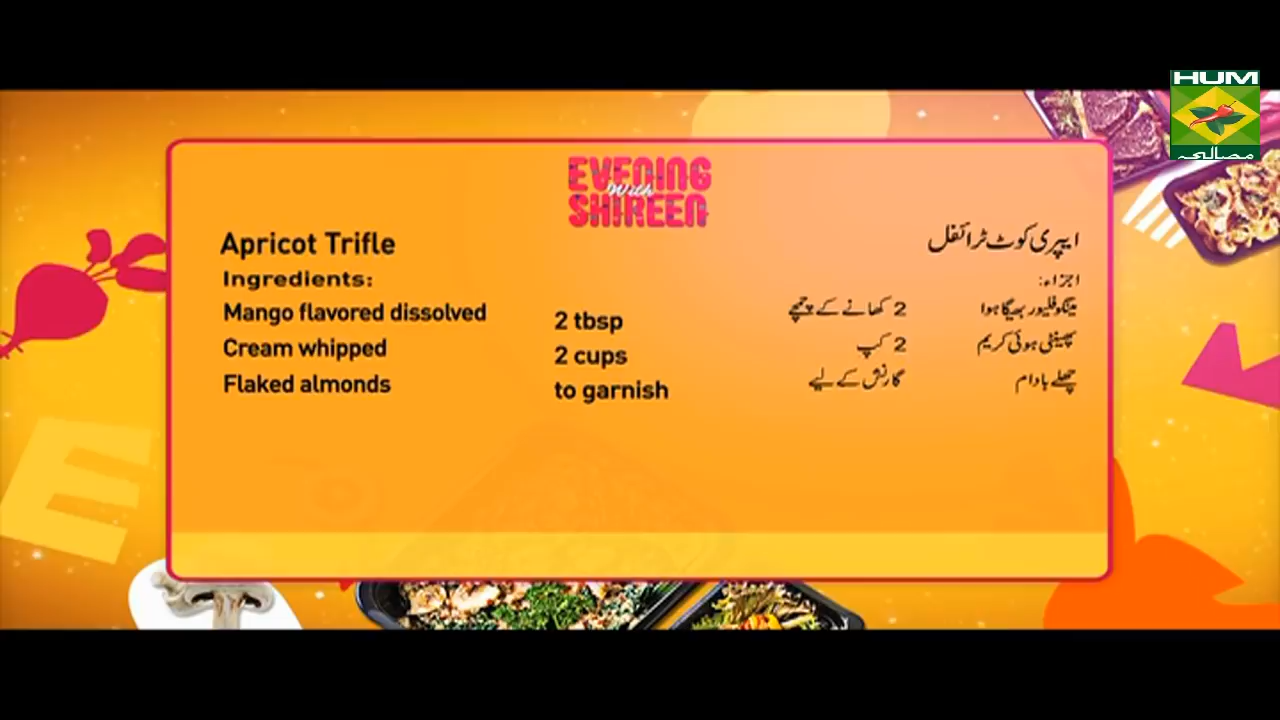 HUM
مصالحہ
EVENING
With
SHIREEN
Apricot Trifle
ایپری کوٹ ٹرائفل
Ingredients:
اجزاء:
Mango flavored dissolved 2 tbsp
مینگو فلیور بھیگا ہوا 2 کھانے کے چمچے
Cream whipped 2 cups
پھینٹی ہوئی کریم 2 کپ
Flaked almonds to garnish
چھلے بادام گارنش کے لیے